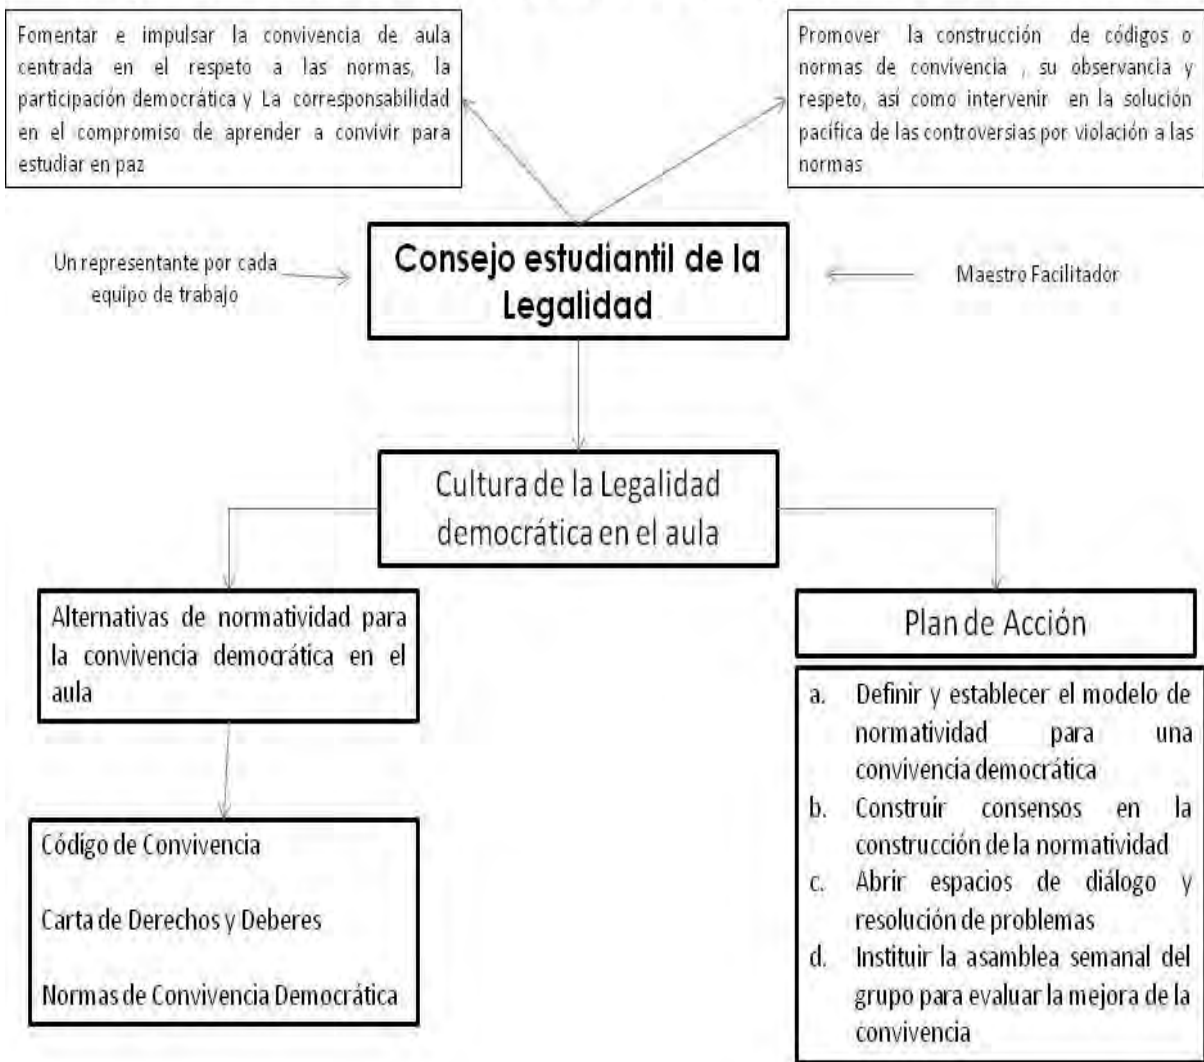 Fomentar e impulsar la convivencia de aula
centrada en el respeto a las normas, la
participación democrática y La corresponsabilidad
en el compromiso de aprender a convivir para
estudiar en paz
Promover la construcción de códigos o
normas de convivencia , su observancia y
respeto, así como intervenir en la solución
pacífica de las controversias por violación a las
normas
Un representante por cada
equipo de trabajo
Consejo estudiantil de la
Legalidad
Maestro Facilitador
Cultura de la Legalidad
democrática en el aula
Alternativas de normatividad para
la convivencia democrática en el
aula
Código de Convivencia
Carta de Derechos y Deberes
Normas de Convivencia Democrática
Plan de Acción
a. Definir y establecer el modelo de
normatividad para una
convivencia democrática
b. Construir consensos en la
construcción de la normatividad
c. Abrir espacios de diálogo y
resolución de problemas
d. Instituir la asamblea semanal del
grupo para evaluar la mejora de la
convivencia